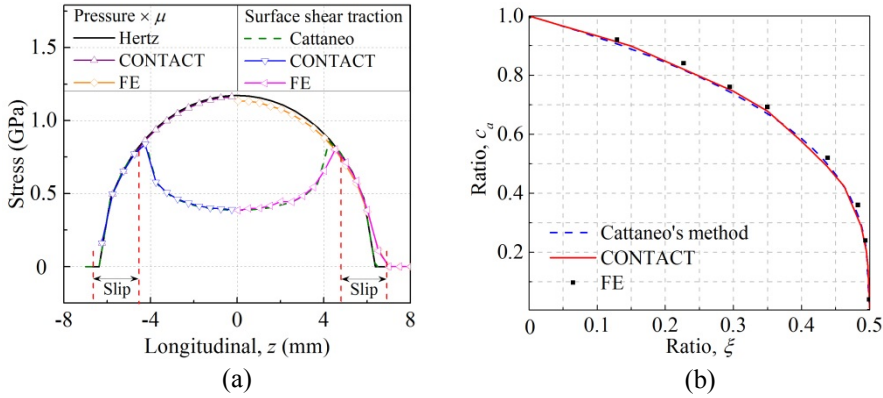 (a)
Pressure × μ
Surface shear traction
Hertz
Cattaneo
CONTACT
CONTACT
FE
FE
1.5
1.0
0.5
0
Stress (GPa)
Slip
Slip
-8
-4
0
4
8
Longitudinal, z (mm)
(a)
(b)
1.0
0.8
0.6
0.4
0.2
Ratio, cₐ
Cattaneo's method
CONTACT
FE
0
0.1
0.2
0.3
0.4
0.5
Ratio, ξ
(b)